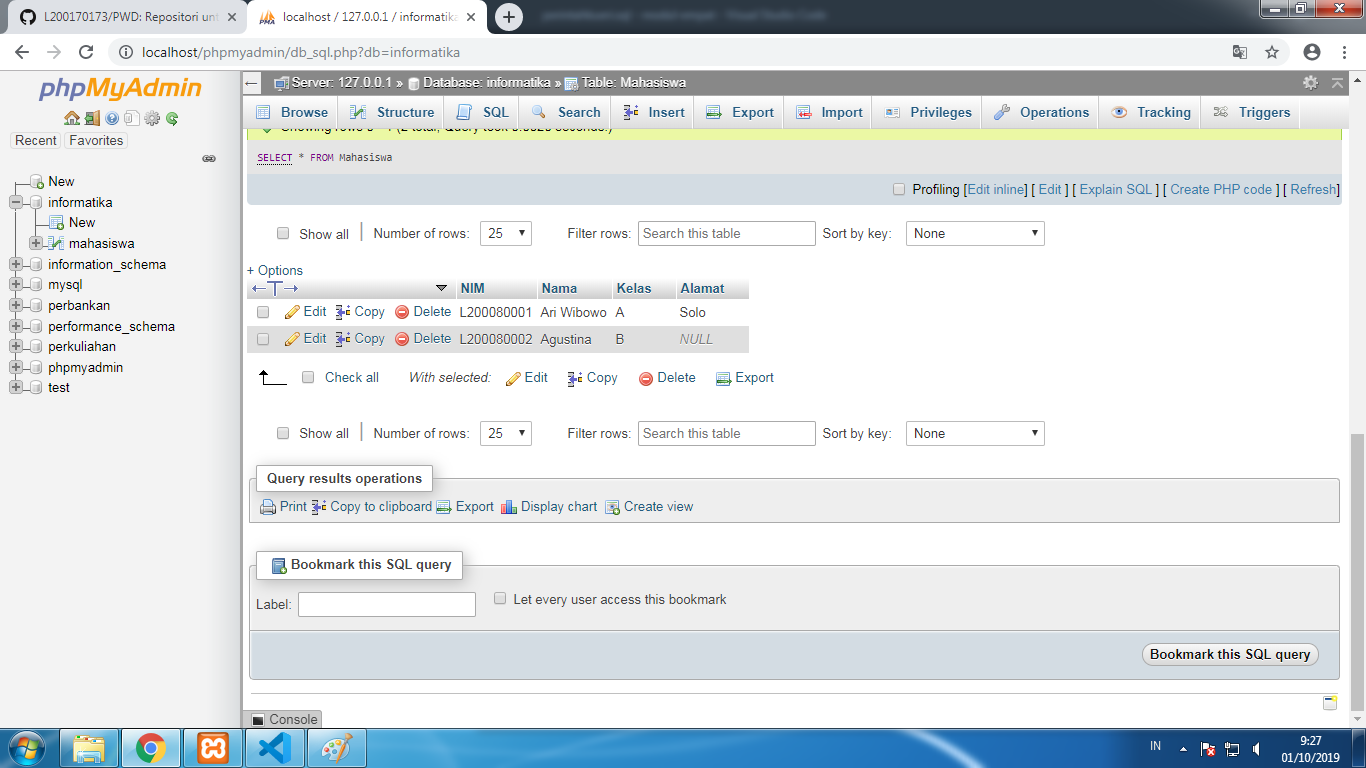 L200170173/PWD: Repositori unt
localhost / 127.0.0.1 / informatika
localhost/phpmyadmin/db_sql.php?db=informatika
phpMyAdmin
Recent Favorites
New
informatika
New
mahasiswa
information_schema
mysql
perbankan
performance_schema
perkuliahan
phpmyadmin
test
Server: 127.0.0.1 » Database: informatika » Table: Mahasiswa
Browse Structure SQL Search Insert Export Import Privileges Operations Tracking Triggers
SELECT * FROM Mahasiswa
Profiling [Edit inline] [ Edit ] [ Explain SQL ] [ Create PHP code ] [ Refresh]
Show all Number of rows: 25 Filter rows: Search this table Sort by key: None
+ Options
NIM Nama Kelas Alamat
Edit Copy Delete L200080001 Ari Wibowo A Solo
Edit Copy Delete L200080002 Agustina B NULL
Check all With selected: Edit Copy Delete Export
Show all Number of rows: 25 Filter rows: Search this table Sort by key: None
Query results operations
Print Copy to clipboard Export Display chart Create view
Bookmark this SQL query
Label: Let every user access this bookmark
Bookmark this SQL query
Console
IN 9:27
01/10/2019